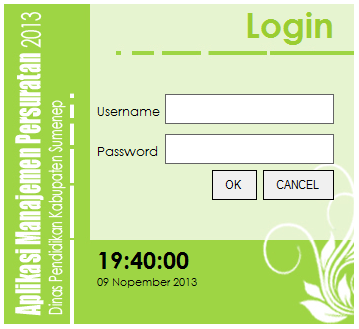 Login
Username
Password
OK CANCEL
19:40:00
09 Nopember 2013
Aplikasi Manajemen Persuratan 2013
Dinas Pendidikan Kabupaten Sumenep